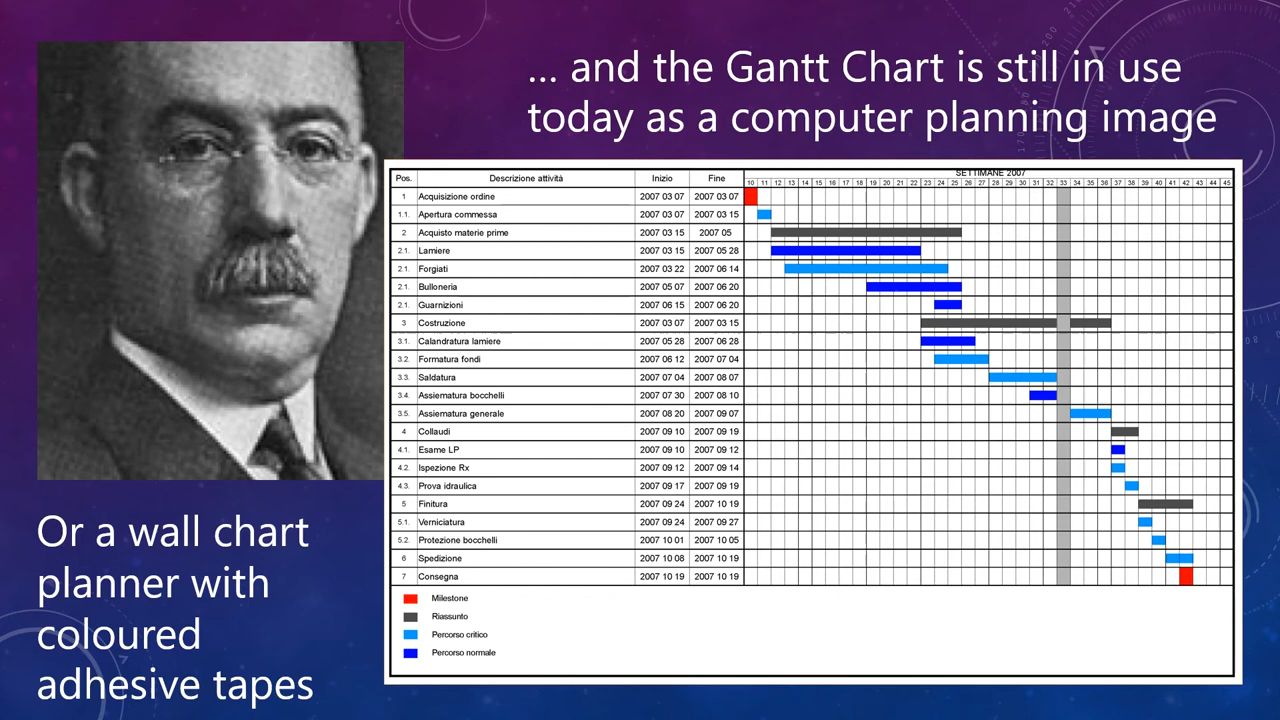 ... and the Gantt Chart is still in use
today as a computer planning image
Pos. Descrizione attività Inizio Fine SETTIMANE 2007
10 11 12 13 14 15 16 17 18 19 20 21 22 23 24 25 26 27 28 29 30 31 32 33 34 35 36 37 38 39 40 41 42 43 44 45
1 Acquisizione ordine 2007 03 07 2007 03 07
1.1. Apertura commessa 2007 03 07 2007 03 15
2 Acquisto materie prime 2007 03 15 2007 05
2.1. Lamiere 2007 03 15 2007 05 28
2.1. Forgiati 2007 03 22 2007 06 14
2.1. Bulloneria 2007 05 07 2007 06 20
2.1. Guarnizioni 2007 06 15 2007 06 20
3 Costruzione 2007 03 07 2007 03 15
3.1. Calandratura lamiere 2007 05 28 2007 06 28
3.2. Formatura fondi 2007 06 12 2007 07 04
3.3. Saldatura 2007 07 04 2007 08 07
3.4. Assiematura bocchelli 2007 07 30 2007 08 10
3.5. Assiematura generale 2007 08 20 2007 09 07
4 Collaudi 2007 09 10 2007 09 19
4.1. Esame LP 2007 09 10 2007 09 12
4.2. Ispezione Rx 2007 09 12 2007 09 14
4.3. Prova idraulica 2007 09 17 2007 09 19
5 Finitura 2007 09 24 2007 10 19
5.1. Verniciatura 2007 09 24 2007 09 27
5.2. Protezione bocchelli 2007 10 01 2007 10 05
6 Spedizione 2007 10 08 2007 10 19
7 Consegna 2007 10 19 2007 10 19
Milestone
Riassunto
Percorso critico
Percorso normale
Or a wall chart
planner with
coloured
adhesive tapes